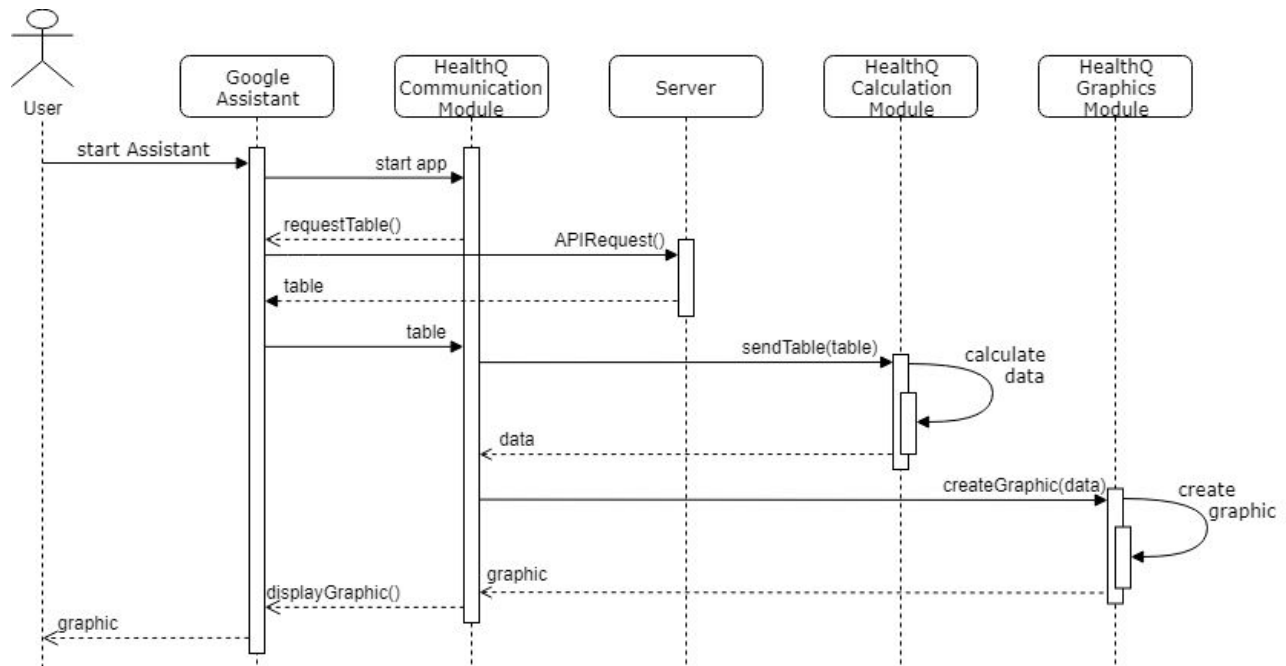 User
Google
Assistant
HealthQ
Communication
Module
Server
HealthQ
Calculation
Module
HealthQ
Graphics
Module
start Assistant
start app
requestTable()
APIRequest()
table
table
sendTable(table)
calculate
data
data
createGraphic(data)
create
graphic
graphic
displayGraphic()
graphic